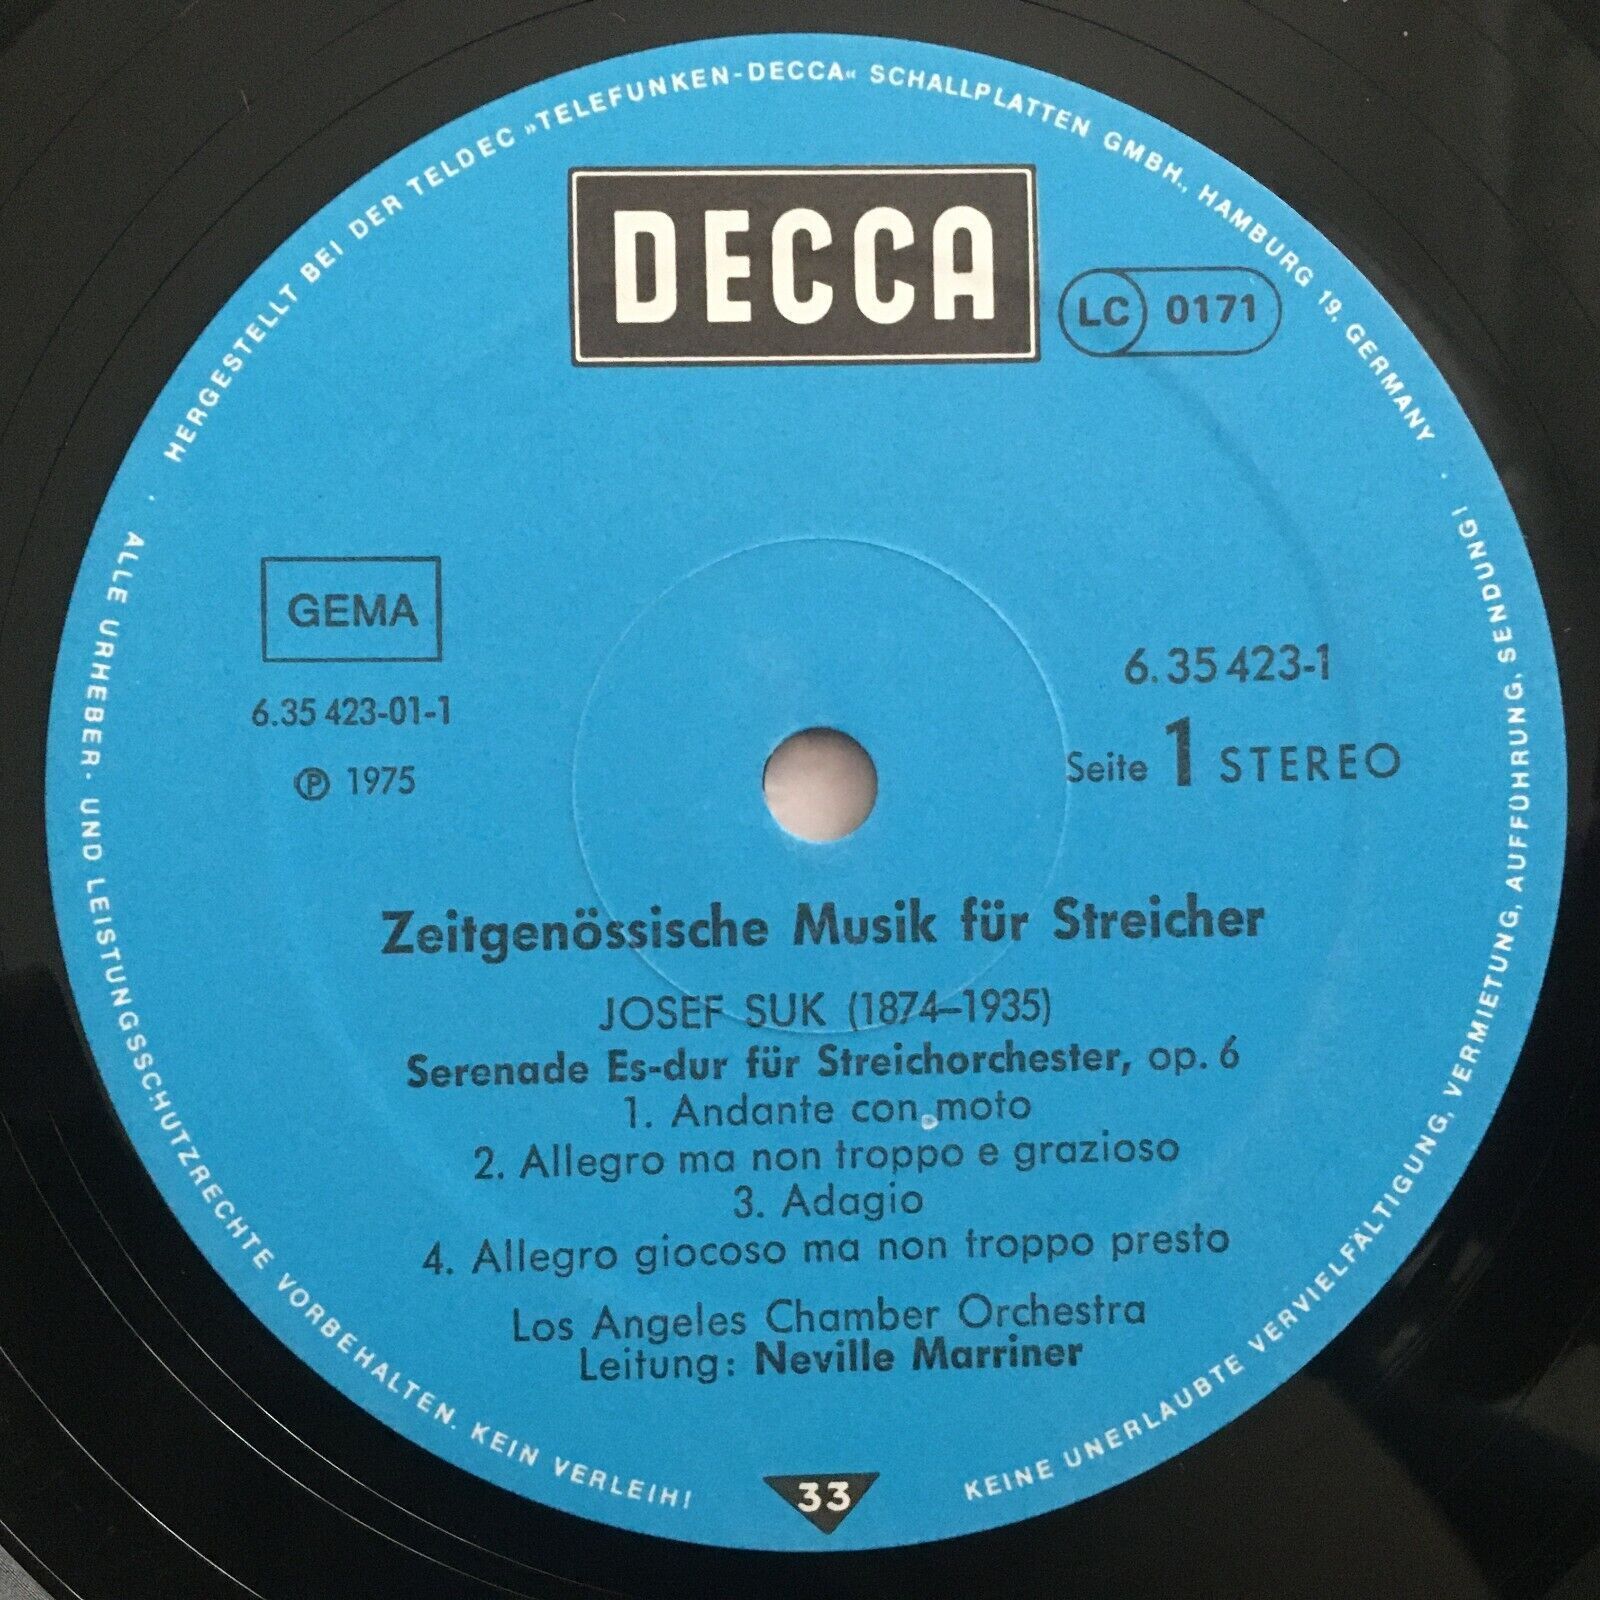 HERGESTELLT BEI DER TELDEC »TELEFUNKEN-DECCA« SCHALLPLATTEN GMBH., HAMBURG 19, GERMANY ·
DECCA
LC 0171
GEMA
6.35 423-01-1
Ⓟ 1975
6.35 423-1
Seite 1 STEREO
Zeitgenössische Musik für Streicher
JOSEF SUK (1874–1935)
Serenade Es-dur für Streichorchester, op. 6
1. Andante con moto
2. Allegro ma non troppo e grazioso
3. Adagio
4. Allegro giocoso ma non troppo presto
Los Angeles Chamber Orchestra
Leitung: Neville Marriner
33
· ALLE URHEBER- UND LEISTUNGSSCHUTZRECHTE VORBEHALTEN. KEIN VERLEIH! KEINE UNERLAUBTE VERVIELFÄLTIGUNG, VERMIETUNG, AUFFÜHRUNG, SENDUNG!